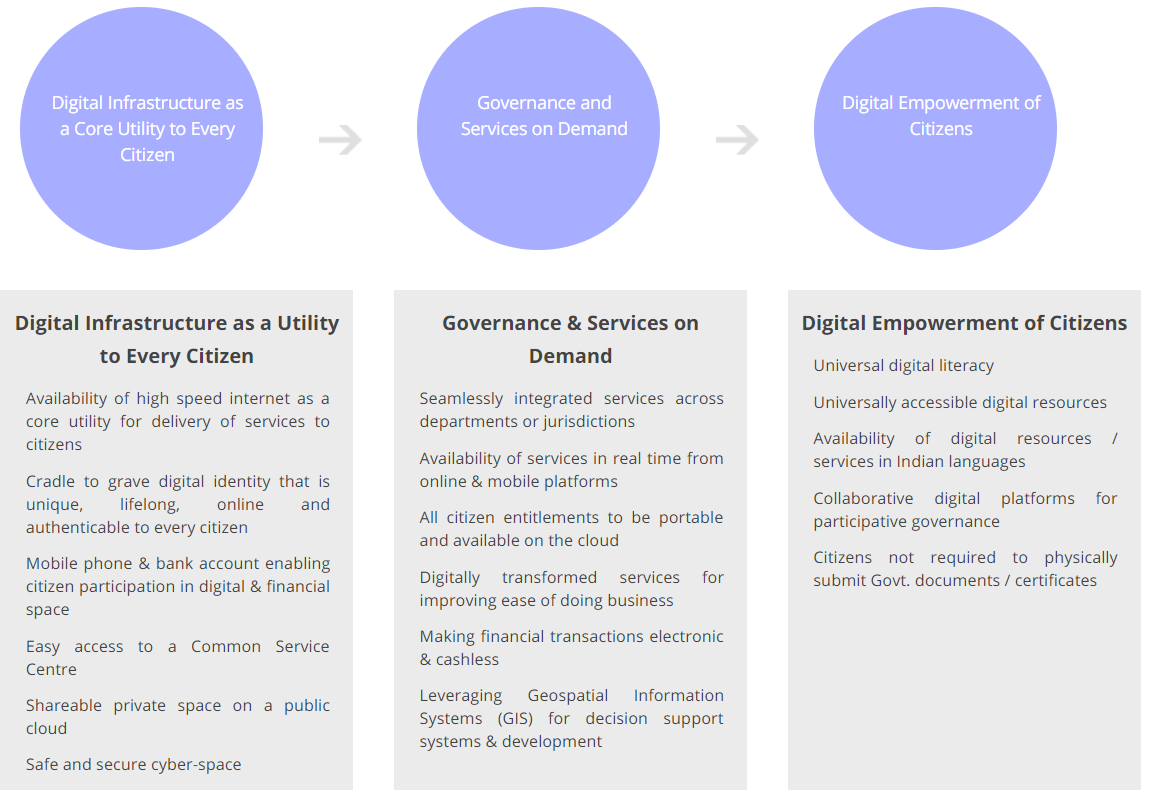 Digital Infrastructure as
a Core Utility to Every
Citizen
Governance and
Services on Demand
Digital Empowerment of
Citizens
Digital Infrastructure as a Utility
to Every Citizen
Availability of high speed internet as a
core utility for delivery of services to
citizens
Cradle to grave digital identity that is
unique, lifelong, online and
authenticable to every citizen
Mobile phone & bank account enabling
citizen participation in digital & financial
space
Easy access to a Common Service
Centre
Shareable private space on a public
cloud
Safe and secure cyber-space
Governance & Services on
Demand
Seamlessly integrated services across
departments or jurisdictions
Availability of services in real time from
online & mobile platforms
All citizen entitlements to be portable
and available on the cloud
Digitally transformed services for
improving ease of doing business
Making financial transactions electronic
& cashless
Leveraging Geospatial Information
Systems (GIS) for decision support
systems & development
Digital Empowerment of Citizens
Universal digital literacy
Universally accessible digital resources
Availability of digital resources /
services in Indian languages
Collaborative digital platforms for
participative governance
Citizens not required to physically
submit Govt. documents / certificates